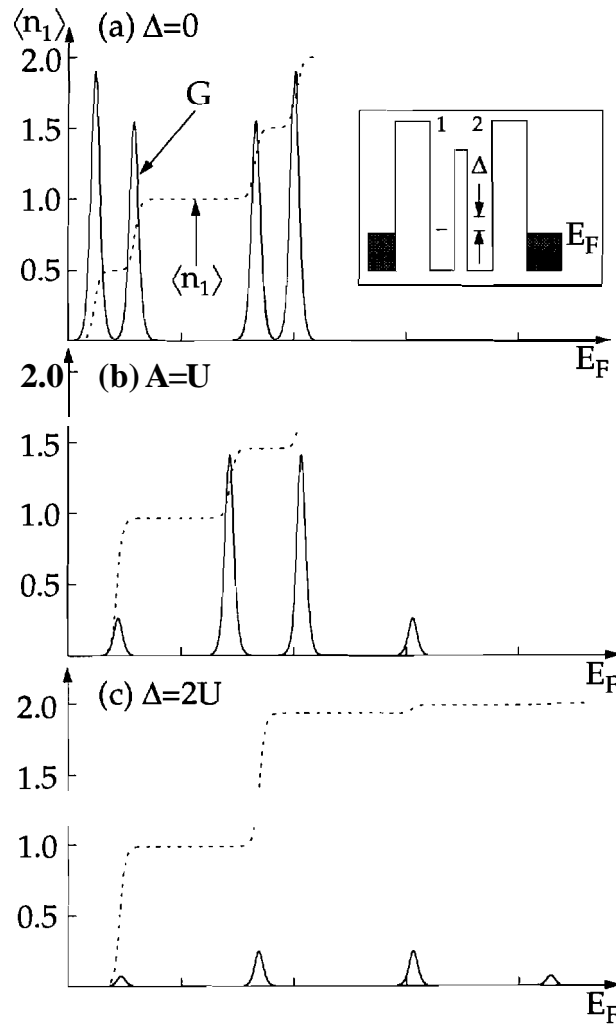 ⟨n₁⟩
(a) Δ=0
2.0
1.5
1.0
0.5
G
⟨n₁⟩
1 2
Δ
E_F
E_F
2.0 (b) A=U
1.5
1.0
0.5
E_F
(c) Δ=2U
2.0
1.5
1.0
0.5
E_F